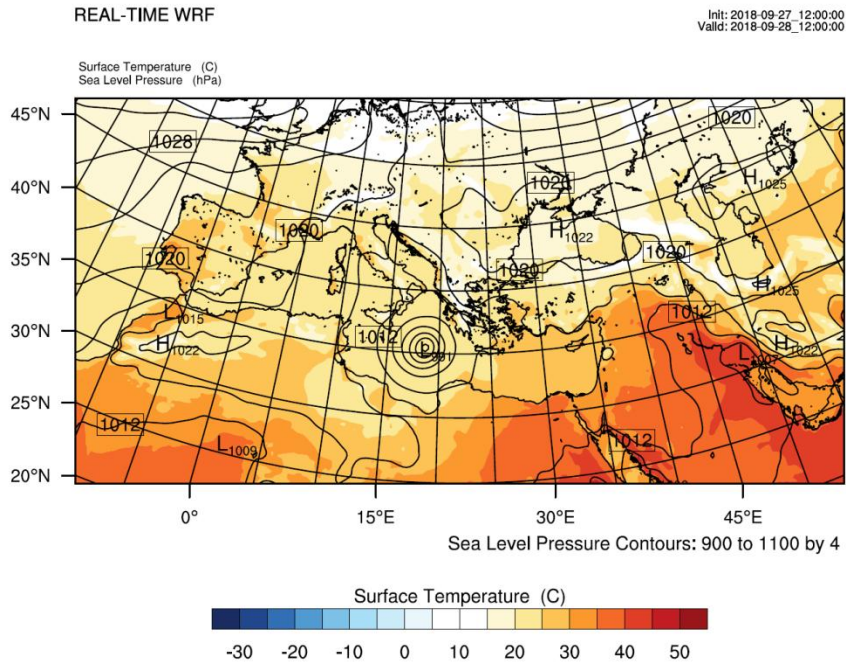 REAL-TIME WRF
Init: 2018-09-27_12:00:00
Valid: 2018-09-28_12:00:00
Surface Temperature (C)
Sea Level Pressure (hPa)
45°N
1020
1028
H1025
40°N
H1022
1020
1020
35°N
1020
1020
H1025
1012
L1015
30°N
1012
H1022
H1022
L1007
25°N
1012
1012
L1009
20°N
0°
15°E
30°E
45°E
Sea Level Pressure Contours: 900 to 1100 by 4
Surface Temperature (C)
-30 -20 -10 0 10 20 30 40 50